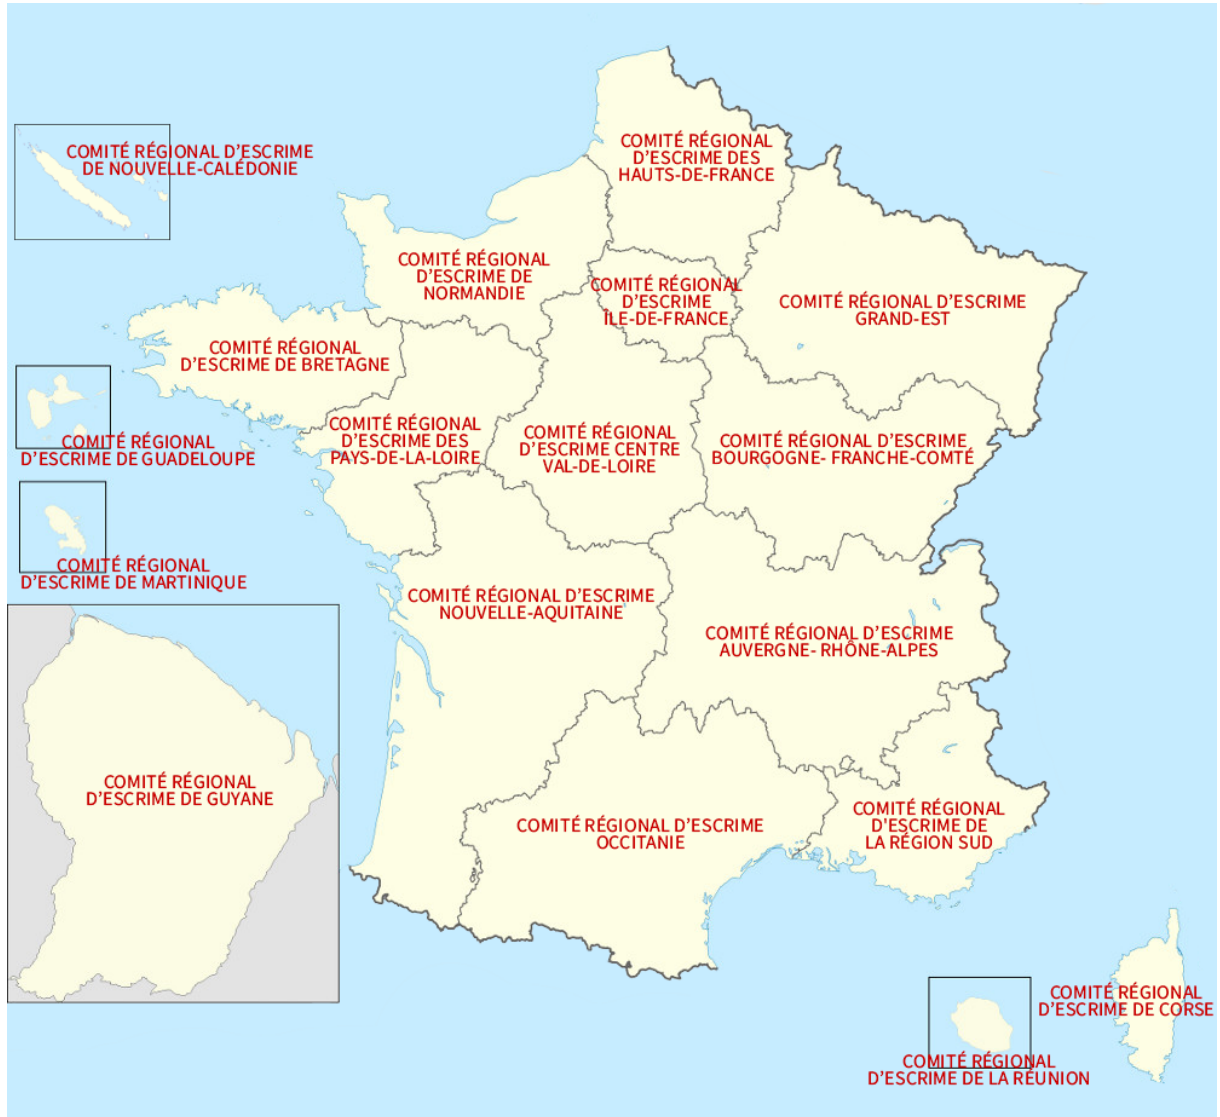 COMITÉ RÉGIONAL
D'ESCRIME DES
HAUTS-DE-FRANCE
COMITÉ RÉGIONAL D'ESCRIME
DE NOUVELLE-CALÉDONIE
COMITÉ RÉGIONAL
D'ESCRIME DE
NORMANDIE
COMITÉ RÉGIONAL
D'ESCRIME
ÎLE-DE-FRANCE
COMITÉ RÉGIONAL D'ESCRIME
GRAND-EST
COMITÉ RÉGIONAL
D'ESCRIME DE BRETAGNE
COMITÉ RÉGIONAL
D'ESCRIME DES
PAYS-DE-LA-LOIRE
COMITÉ RÉGIONAL
D'ESCRIME CENTRE
VAL-DE-LOIRE
COMITÉ RÉGIONAL D'ESCRIME
BOURGOGNE- FRANCHE-COMTÉ
COMITÉ RÉGIONAL
D'ESCRIME DE GUADELOUPE
COMITÉ RÉGIONAL
D'ESCRIME DE MARTINIQUE
COMITÉ RÉGIONAL D'ESCRIME
NOUVELLE-AQUITAINE
COMITÉ RÉGIONAL D'ESCRIME
AUVERGNE- RHÔNE-ALPES
COMITÉ RÉGIONAL
D'ESCRIME DE GUYANE
COMITÉ RÉGIONAL D'ESCRIME
OCCITANIE
COMITÉ RÉGIONAL
D'ESCRIME DE
LA RÉGION SUD
COMITÉ RÉGIONAL
D'ESCRIME DE CORSE
COMITÉ RÉGIONAL
D'ESCRIME DE LA RÉUNION